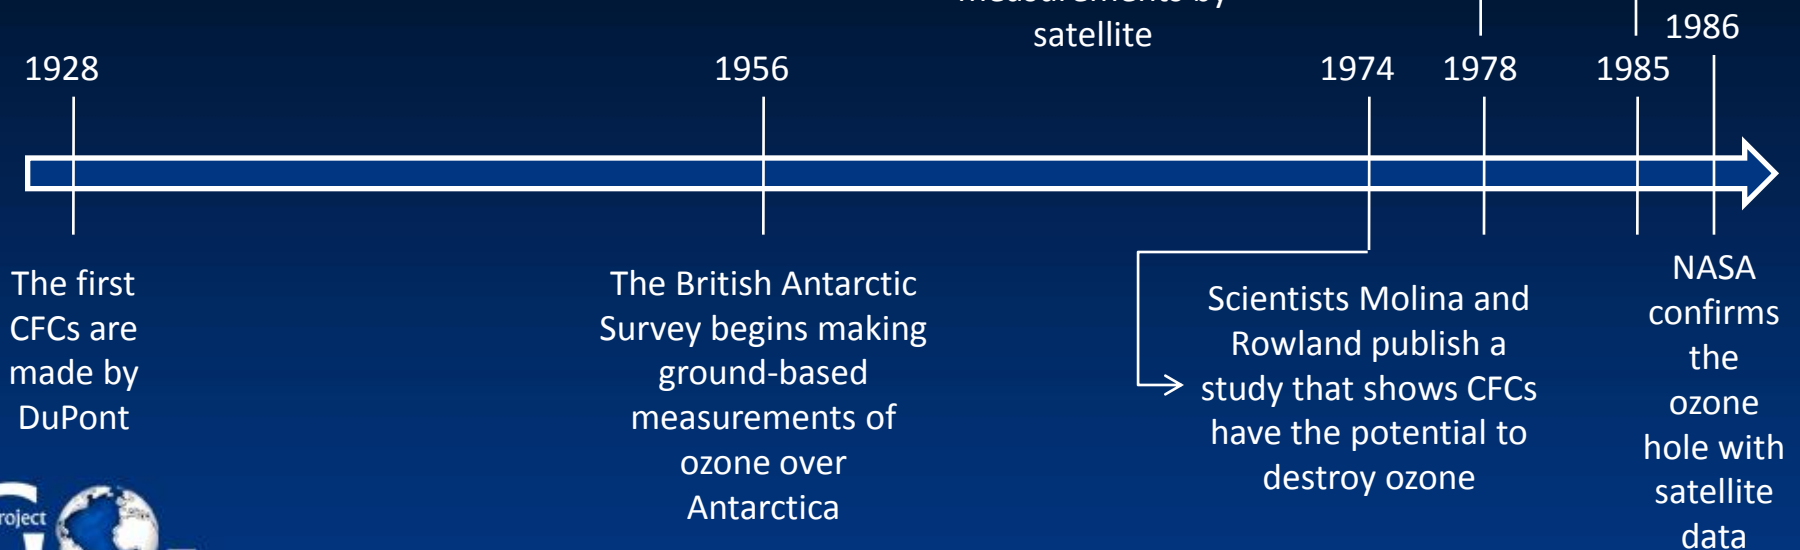 measurements by
satellite
1986
1928
1956
1974
1978
1985
The first
CFCs are
made by
DuPont
The British Antarctic
Survey begins making
ground-based
measurements of
ozone over
Antarctica
Scientists Molina and
Rowland publish a
study that shows CFCs
have the potential to
destroy ozone
NASA
confirms
the
ozone
hole with
satellite
data